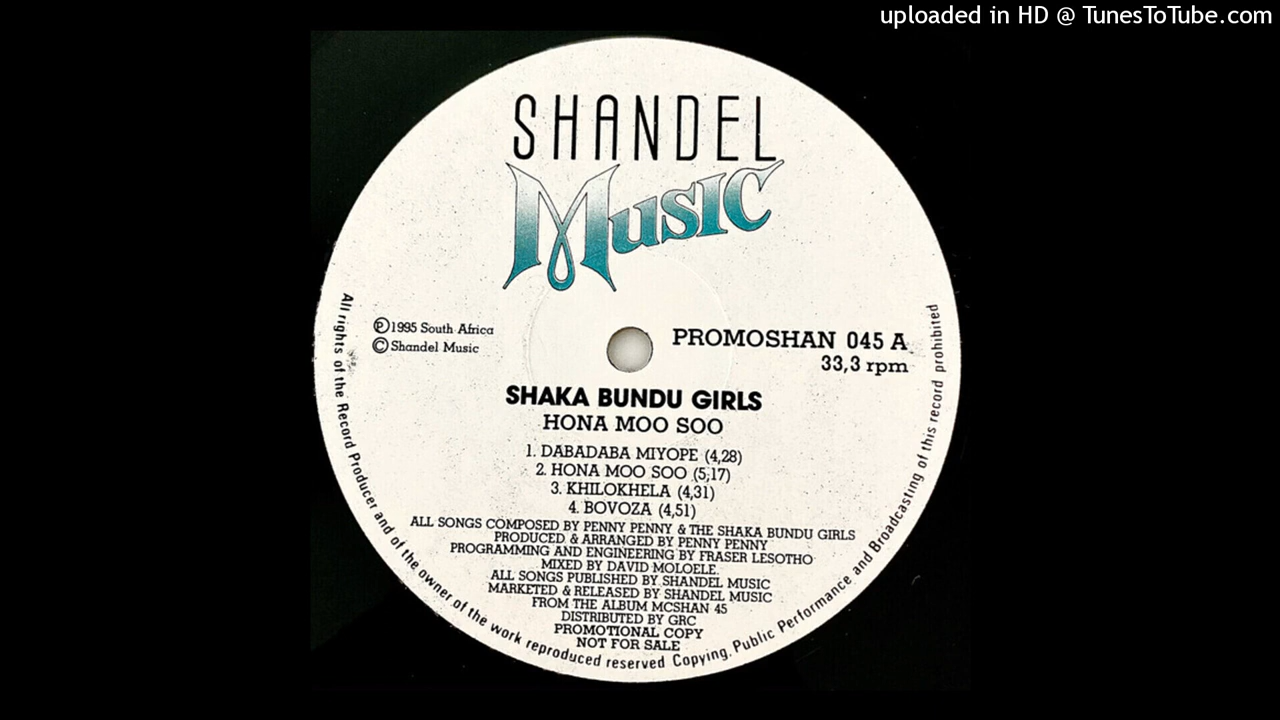 uploaded in HD @ TunesToTube.com
SHANDEL
Music
℗1995 South Africa
©Shandel Music
PROMOSHAN 045 A
33,3 rpm
SHAKA BUNDU GIRLS
HONA MOO SOO
1. DABADABA MIYOPE (4,28)
2. HONA MOO SOO (5,17)
3. KHILOKHELA (4,31)
4. BOVOZA (4,51)
ALL SONGS COMPOSED BY PENNY PENNY & THE SHAKA BUNDU GIRLS
PRODUCED & ARRANGED BY PENNY PENNY
PROGRAMMING AND ENGINEERING BY FRASER LESOTHO
MIXED BY DAVID MOLOELE.
ALL SONGS PUBLISHED BY SHANDEL MUSIC
MARKETED & RELEASED BY SHANDEL MUSIC
FROM THE ALBUM MCSHAN 45
DISTRIBUTED BY GRC
PROMOTIONAL COPY
NOT FOR SALE
All rights of the Record Producer and of the owner of the work reproduced reserved Copying, Public Performance and Broadcasting of this record prohibited